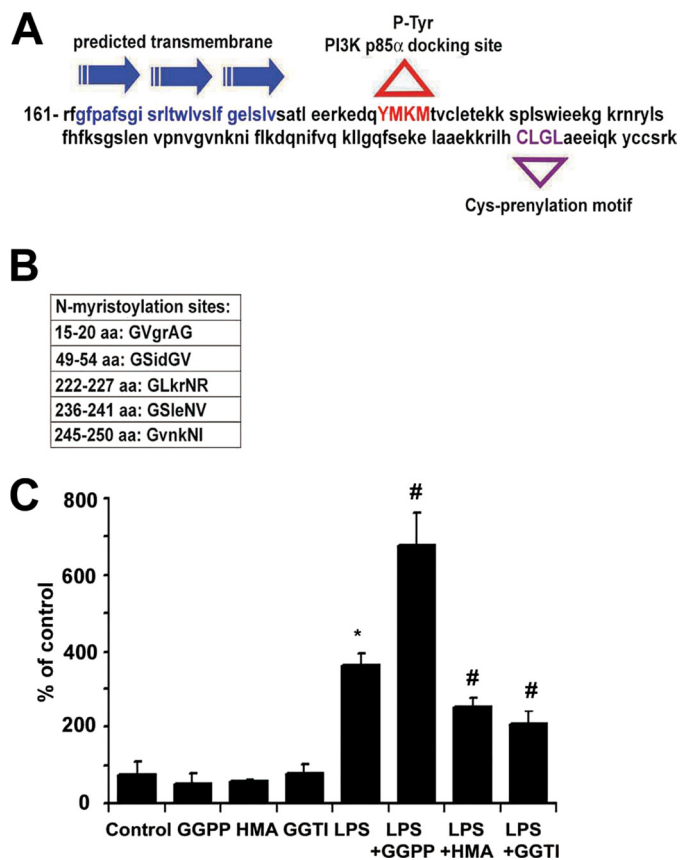 A
predicted transmembrane
P-Tyr
PI3K p85α docking site
161- rfgfpafsgi srltwlvslf gelslvsatl eerkedqYMKMtvcletekk splswieekg krnryls
fhfksgslen vpnvgvnkni flkdqnifvq kllgqfseke laaekkrilh CLGLaeeiqk yccsrk
Cys-prenylation motif
B
N-myristoylation sites:
15-20 aa: GVgrAG
49-54 aa: GSidGV
222-227 aa: GLkrNR
236-241 aa: GSleNV
245-250 aa: GvnkNI
C
% of control
800
600
400
200
0
*
#
#
#
Control GGPP HMA GGTI LPS LPS LPS LPS
+GGPP +HMA +GGTI